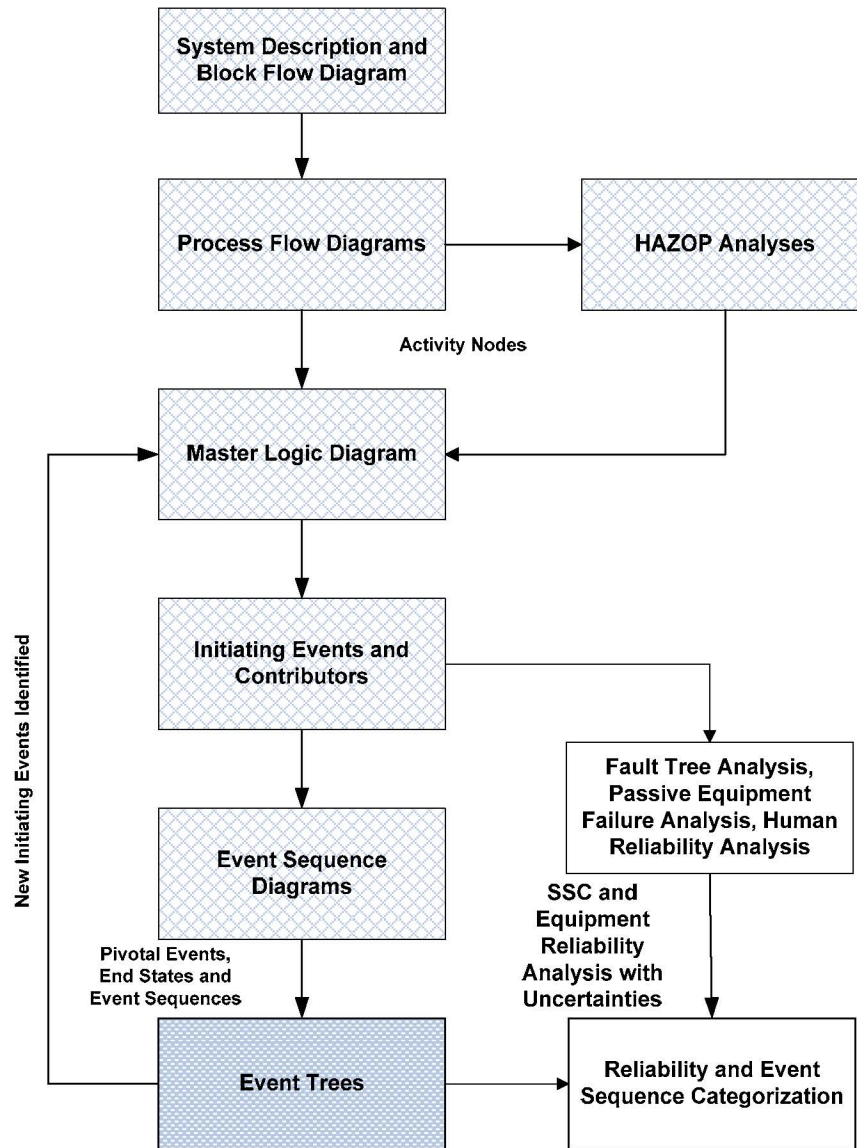 System Description and
Block Flow Diagram
Process Flow Diagrams
HAZOP Analyses
Activity Nodes
Master Logic Diagram
New Initiating Events Identified
Initiating Events and
Contributors
Fault Tree Analysis,
Passive Equipment
Failure Analysis, Human
Reliability Analysis
Event Sequence
Diagrams
SSC and
Equipment
Reliability
Analysis with
Uncertainties
Pivotal Events,
End States and
Event Sequences
Event Trees
Reliability and Event
Sequence Categorization